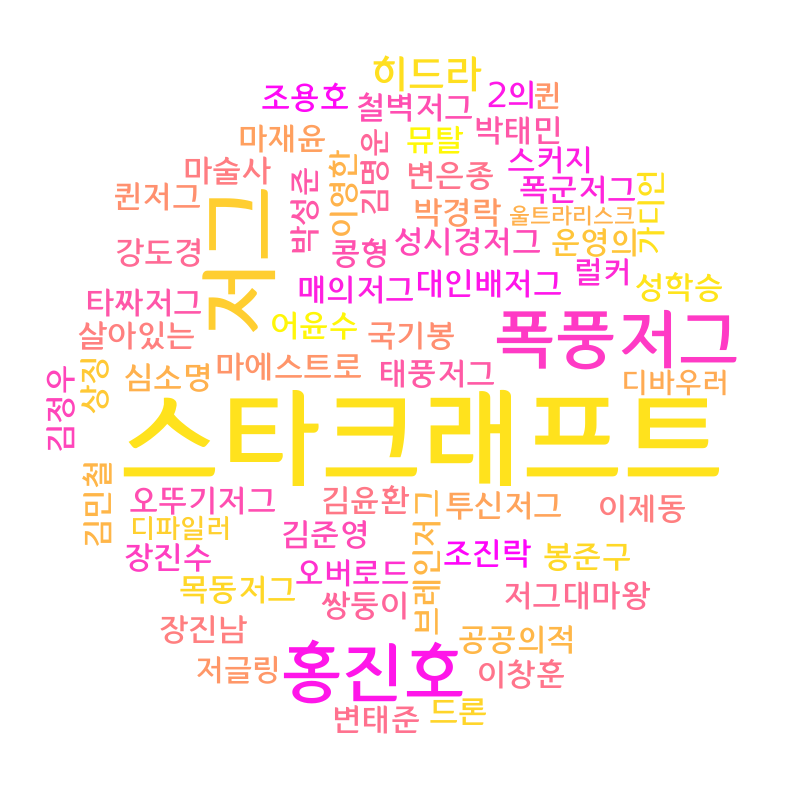 히드라
조용호
철벽저그
2의
퀸
마재윤
김명운
뮤탈
박태민
마술사
이영한
변은종
스커지
퀸저그
박성준
폭군저그
가디언
저그
박경락
울트라리스크
강도경
콩형
성시경저그
운영의
매의저그
대인배저그
럴커
성학승
타짜저그
살아있는
어윤수
국기봉
폭풍저그
김정우
상징
심소명
마에스트로
태풍저그
디바우러
스타크래프트
김민철
오뚜기저그
김윤환
브레인저그
투신저그
이제동
디파일러
김준영
장진수
오버로드
조진락
봉준구
목동저그
쌍둥이
저그대마왕
장진남
공공의적
저글링
홍진호
이창훈
변태준
드론